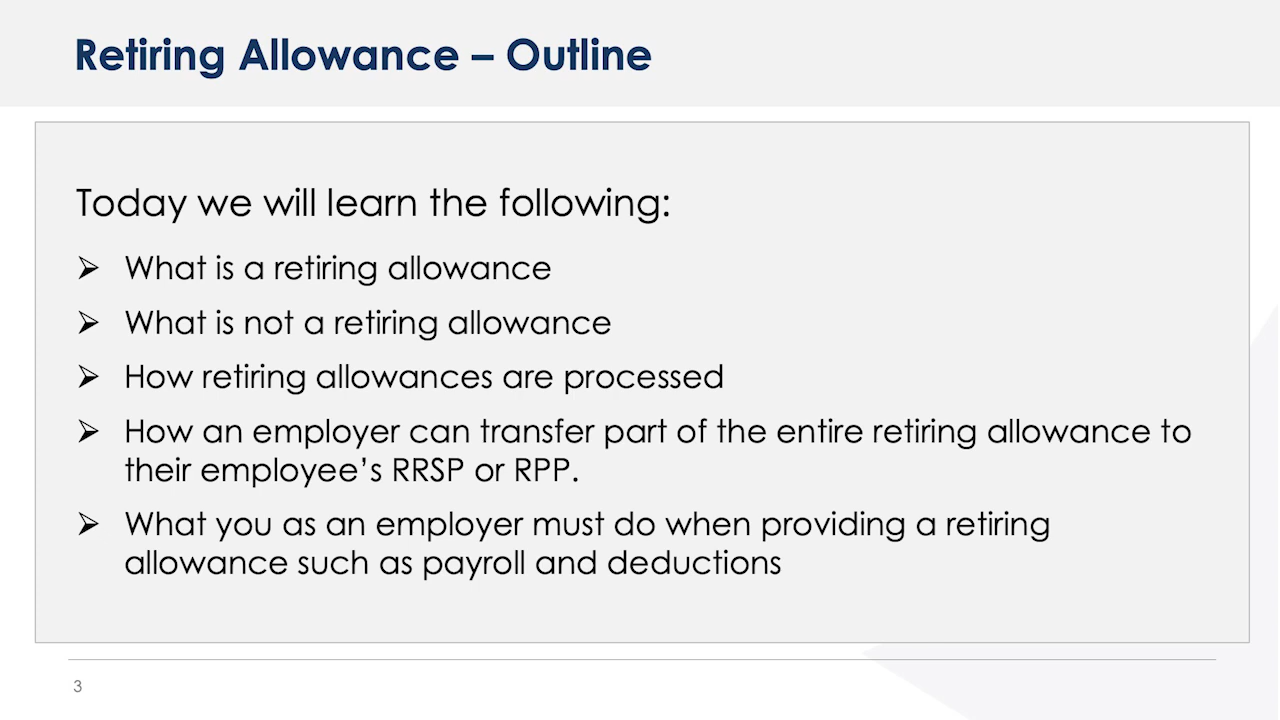 Retiring Allowance – Outline
Today we will learn the following:
➢ What is a retiring allowance
➢ What is not a retiring allowance
➢ How retiring allowances are processed
➢ How an employer can transfer part of the entire retiring allowance to
their employee’s RRSP or RPP.
➢ What you as an employer must do when providing a retiring
allowance such as payroll and deductions
3